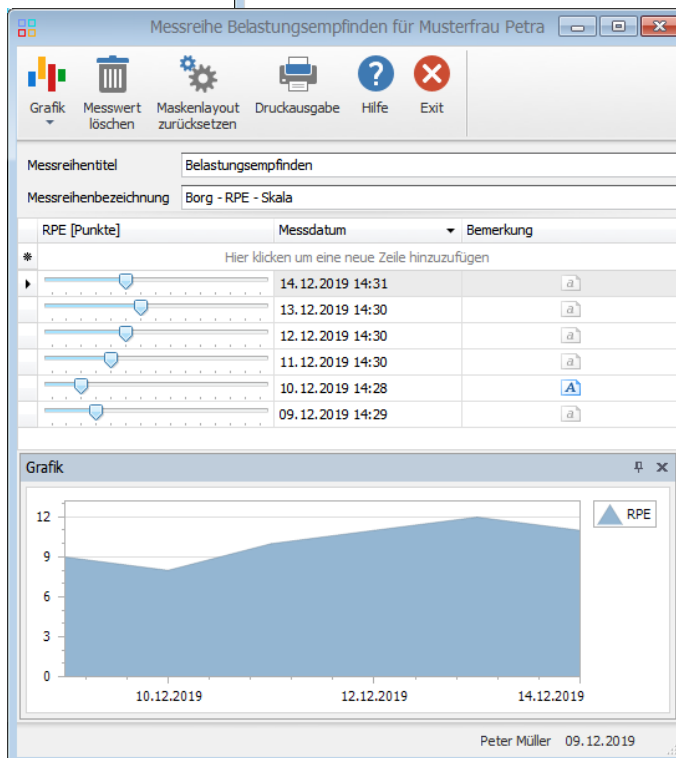 Messreihe Belastungsempfinden für Musterfrau Petra
Grafik
Messwert löschen
Maskenlayout zurücksetzen
Druckausgabe
Hilfe
Exit
Messreihentitel Belastungsempfinden
Messreihenbezeichnung Borg - RPE - Skala
RPE [Punkte] Messdatum Bemerkung
Hier klicken um eine neue Zeile hinzuzufügen
14.12.2019 14:31 a
13.12.2019 14:30 a
12.12.2019 14:30 a
11.12.2019 14:30 a
10.12.2019 14:28 A
09.12.2019 14:29 a
Grafik
RPE
12
9
6
3
0
10.12.2019 12.12.2019 14.12.2019
Peter Müller 09.12.2019